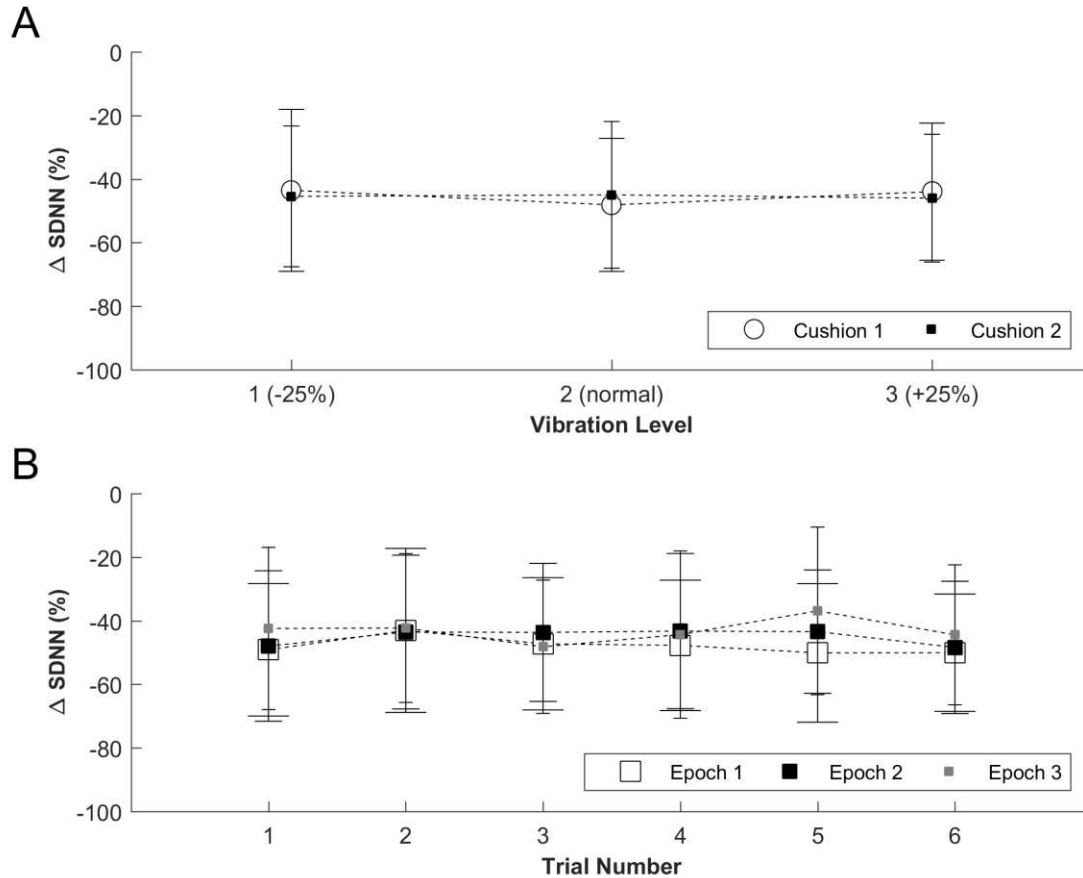 A
0
-20
-40
-60
-80
-100
Δ SDNN (%)
1 (-25%) 2 (normal) 3 (+25%)
Vibration Level
Cushion 1 Cushion 2
B
0
-20
-40
-60
-80
-100
Δ SDNN (%)
Epoch 1 Epoch 2 Epoch 3
1 2 3 4 5 6
Trial Number